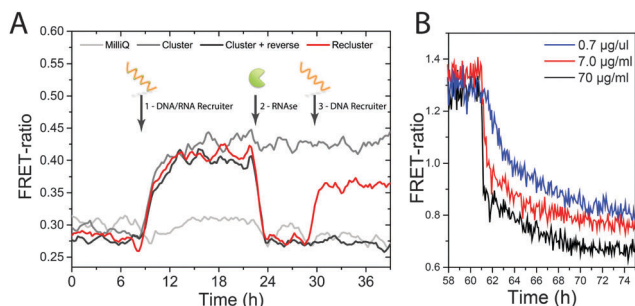 A
MilliQ Cluster Cluster + reverse Recluster
1 - DNA/RNA Recruiter
2 - RNAse
3 - DNA Recruiter
FRET-ratio
0.60
0.55
0.50
0.45
0.40
0.35
0.30
0.25
0 6 12 18 24 30 36
Time (h)
B
0.7 µg/ul
7.0 µg/ml
70 µg/ml
FRET-ratio
1.4
1.2
1.0
0.8
0.6
58 60 62 64 66 68 70 71 73 74
Time (h)